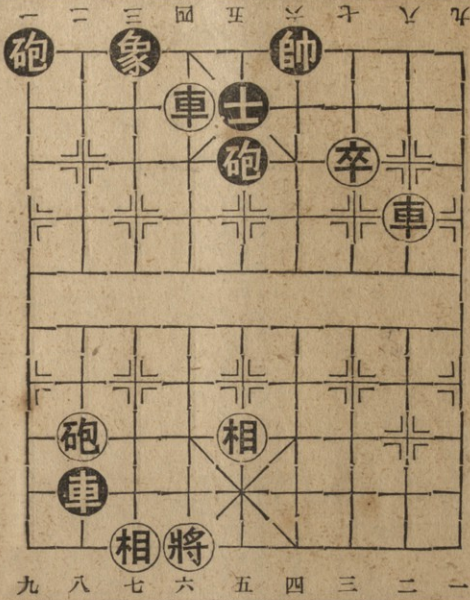 一 二 三 四 五 六 七 八 九
砲 象 帥
車 士
砲 卒
車
砲 相
車
相 將
九 八 七 六 五 四 三 二 一